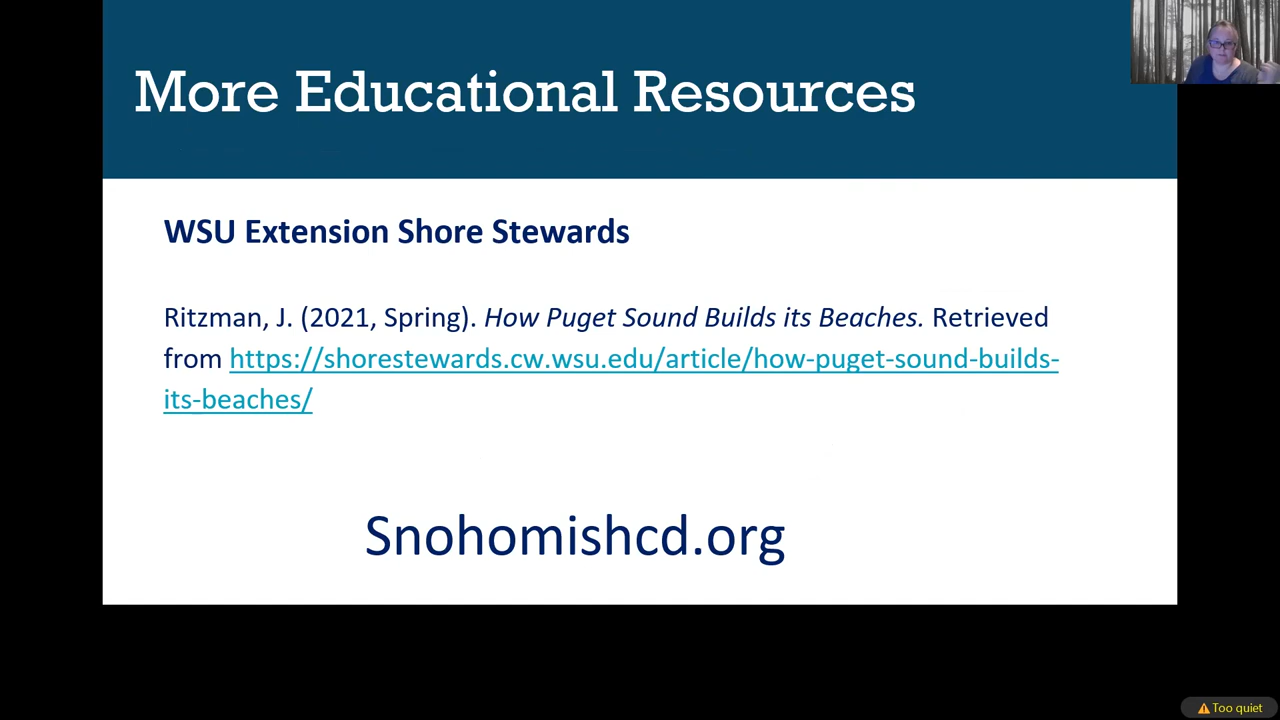 More Educational Resources
WSU Extension Shore Stewards
Ritzman, J. (2021, Spring). How Puget Sound Builds its Beaches. Retrieved
from https://shorestewards.cw.wsu.edu/article/how-puget-sound-builds-
its-beaches/
Snohomishcd.org
Too quiet